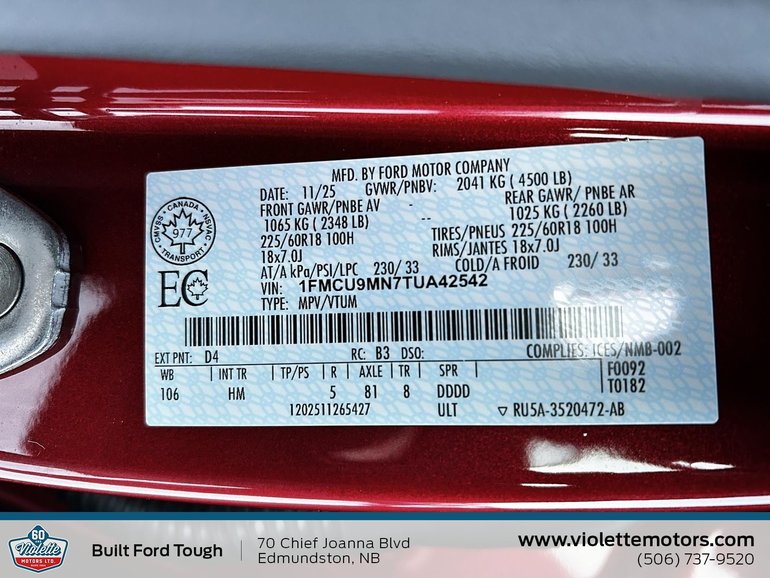 MFD. BY FORD MOTOR COMPANY
DATE: 11/25 GVWR/PNBV: 2041 KG ( 4500 LB)
FRONT GAWR/PNBE AV - REAR GAWR/ PNBE AR
1065 KG ( 2348 LB) -- 1025 KG ( 2260 LB)
225/60R18 100H TIRES/PNEUS 225/60R18 100H
18x7.0J RIMS/JANTES 18x7.0J
AT/A kPa/PSI/LPC 230/ 33 COLD/A FROID 230/ 33
VIN: 1FMCU9MN7TUA42542
TYPE: MPV/VTUM
CMVSS • CANADA • NSVAC
977
TRANSPORT
EC
EXT PNT: D4 RC: B3 DSO: COMPLIES: ICES/NMB-002
WB INT TR TP/PS R AXLE TR SPR F0092
106 HM 5 81 8 DDDD T0182
1202511265427 ULT ▽ RU5A-3520472-AB
60
Violette
MOTORS LTD.
Built Ford Tough
70 Chief Joanna Blvd
Edmundston, NB
www.violettemotors.com
(506) 737-9520